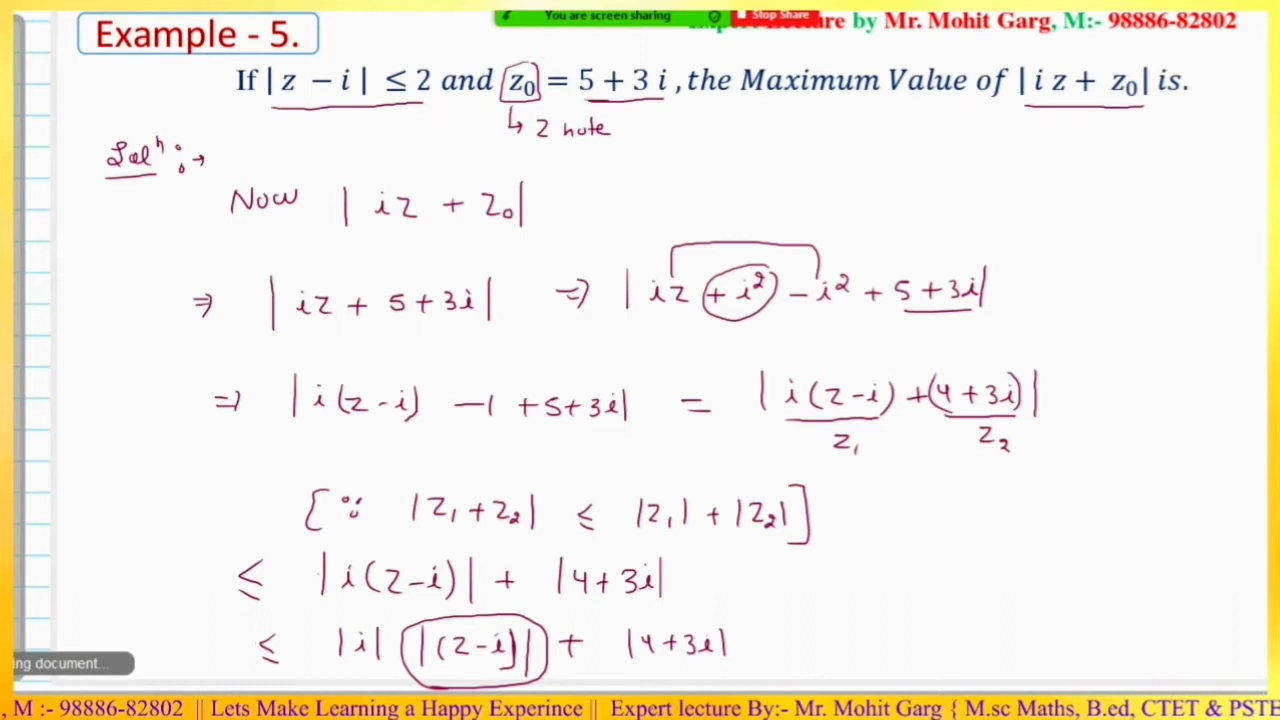 You are screen sharing Stop Share
Lecture by Mr. Mohit Garg, M:- 98886-82802
Example - 5.
If | z − i | ≤ 2 and z₀ = 5 + 3 i , the Maximum Value of | i z + z₀| is.
↳ z note
Solⁿ :→
Now | iz + z₀|
⇒ | iz + 5 + 3i | ⇒ | iz + i² − i² + 5 + 3i|
⇒ | i(z−i) −1 +5+3i| = | i(z−i) +(4+3i)|
z₁ z₂
[∵ |z₁+z₂| ≤ |z₁| + |z₂|]
≤ |i(z−i)| + |4+3i|
≤ |i| |(z−i)| + |4+3i|
ng document...
, M :- 98886-82802 || Lets Make Learning a Happy Experince || Expert lecture By:- Mr. Mohit Garg { M.sc Maths, B.ed, CTET & PSTE